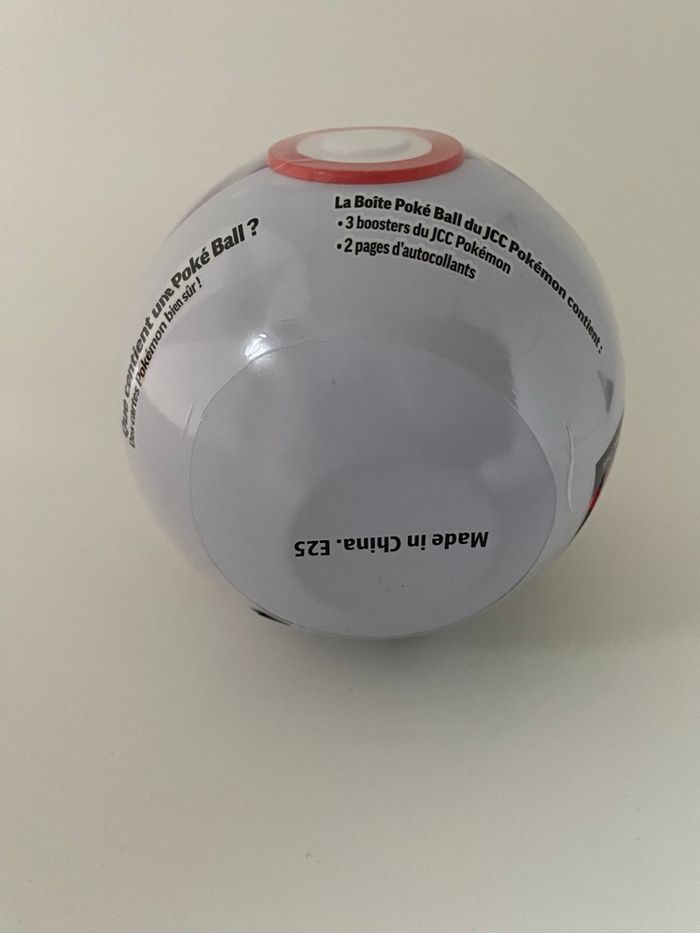 Que contient une Poké Ball ?
Des cartes Pokémon bien sûr !
La Boîte Poké Ball du JCC Pokémon contient :
• 3 boosters du JCC Pokémon
• 2 pages d'autocollants
Made in China. E25